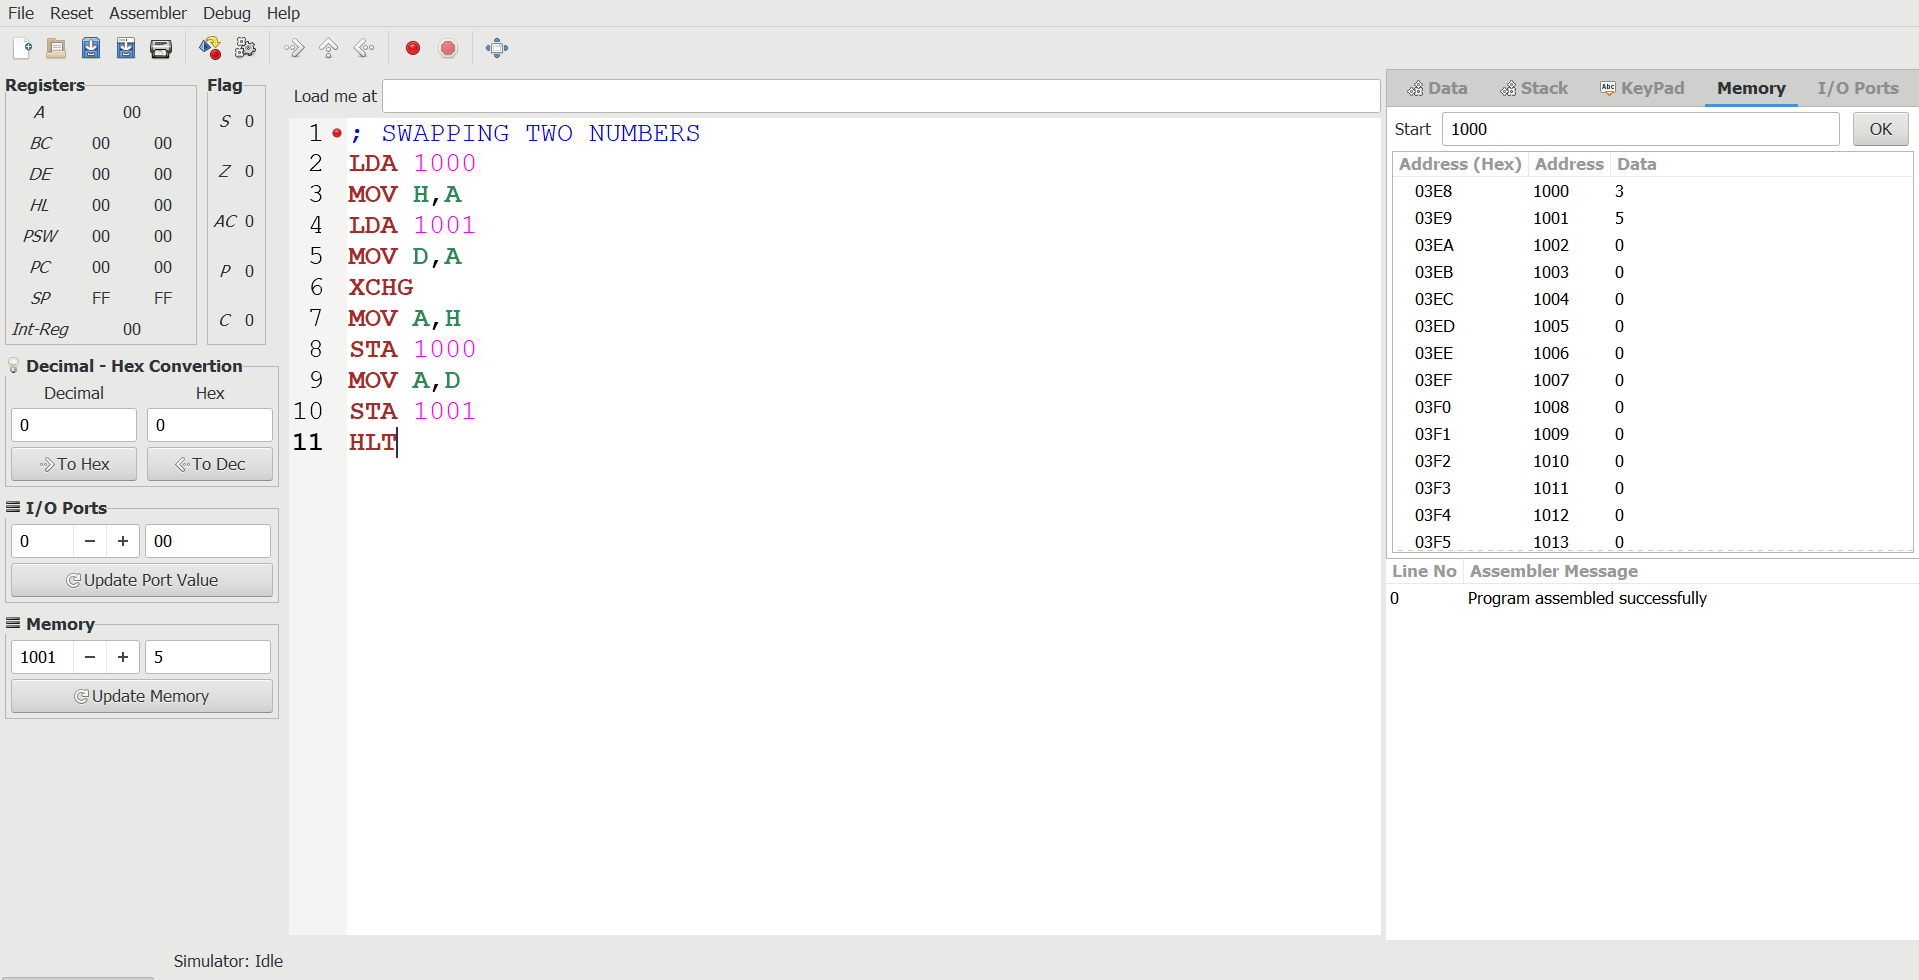 File Reset Assembler Debug Help
Registers
A 00
BC 00 00
DE 00 00
HL 00 00
PSW 00 00
PC 00 00
SP FF FF
Int-Reg 00
Flag
S 0
Z 0
AC 0
P 0
C 0
Decimal - Hex Convertion
Decimal Hex
0 0
To Hex To Dec
I/O Ports
0 − + 00
Update Port Value
Memory
1001 − + 5
Update Memory
Load me at
1 ; SWAPPING TWO NUMBERS
2 LDA 1000
3 MOV H,A
4 LDA 1001
5 MOV D,A
6 XCHG
7 MOV A,H
8 STA 1000
9 MOV A,D
10 STA 1001
11 HLT
Data Stack Abc KeyPad Memory I/O Ports
Start 1000 OK
Address (Hex) Address Data
03E8 1000 3
03E9 1001 5
03EA 1002 0
03EB 1003 0
03EC 1004 0
03ED 1005 0
03EE 1006 0
03EF 1007 0
03F0 1008 0
03F1 1009 0
03F2 1010 0
03F3 1011 0
03F4 1012 0
03F5 1013 0
Line No Assembler Message
0 Program assembled successfully
Simulator: Idle